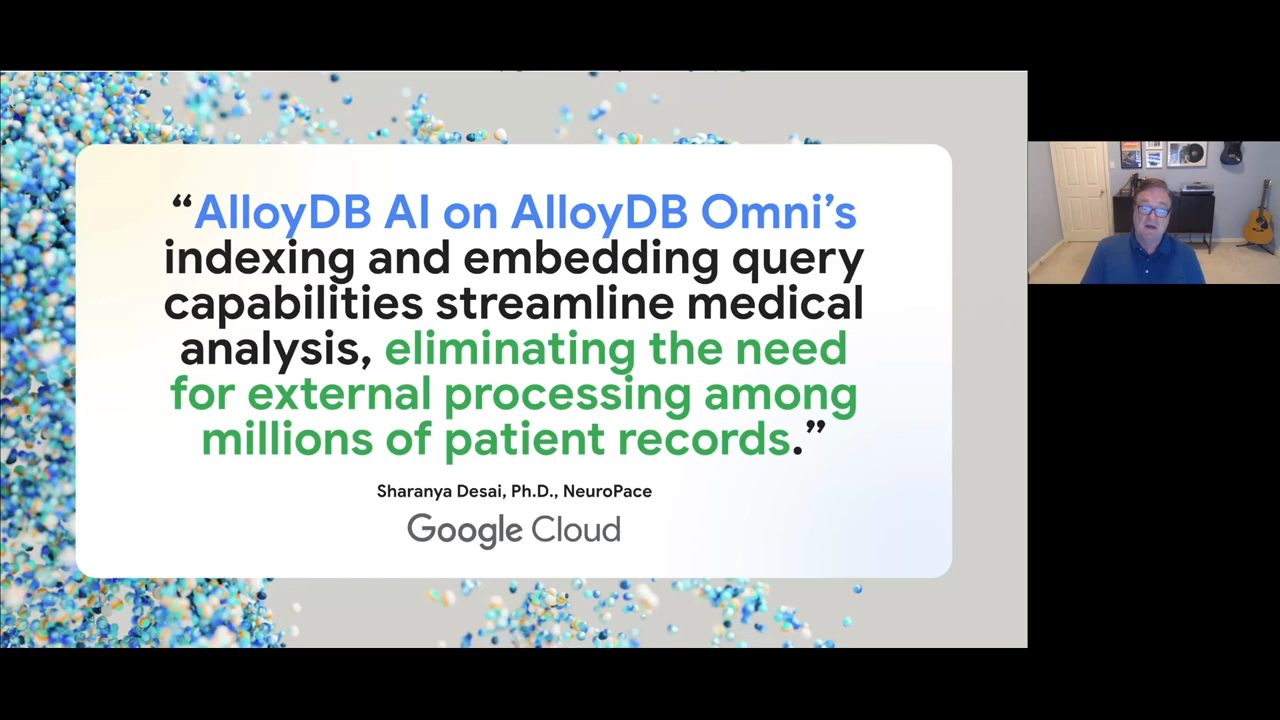 “AlloyDB AI on AlloyDB Omni’s
indexing and embedding query
capabilities streamline medical
analysis, eliminating the need
for external processing among
millions of patient records.”
Sharanya Desai, Ph.D., NeuroPace
Google Cloud